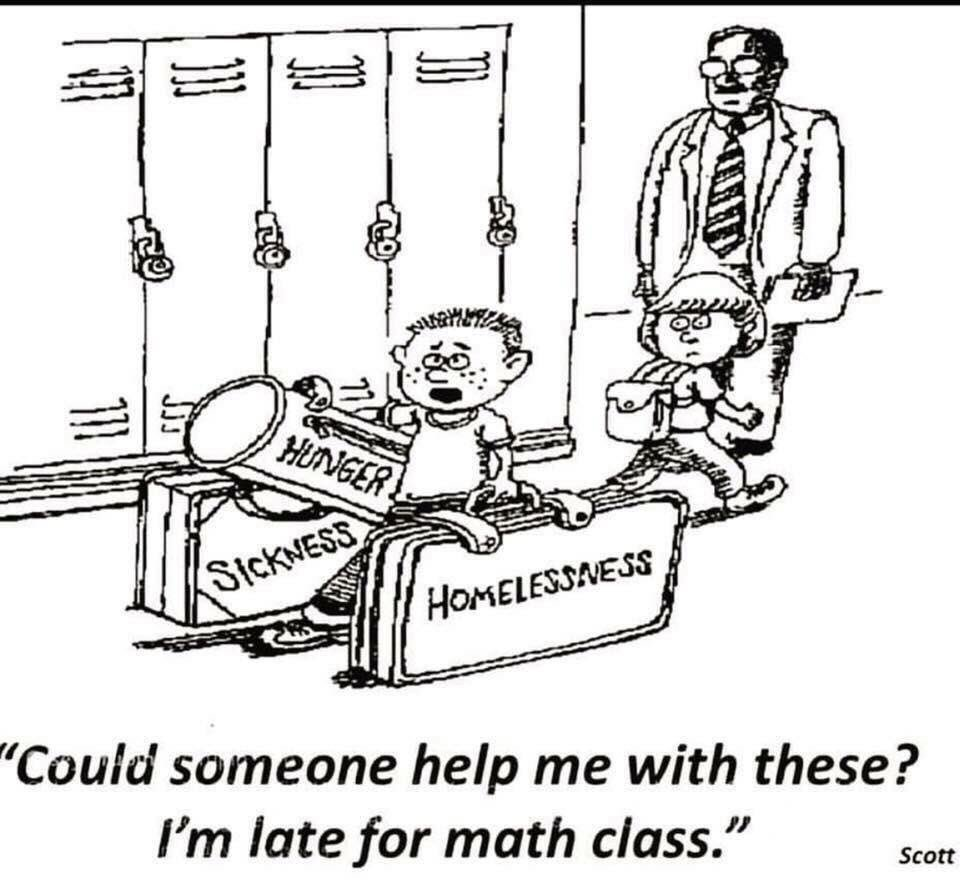 HUNGER
SICKNESS
HOMELESSNESS
“Could someone help me with these?
I’m late for math class.”
Scott